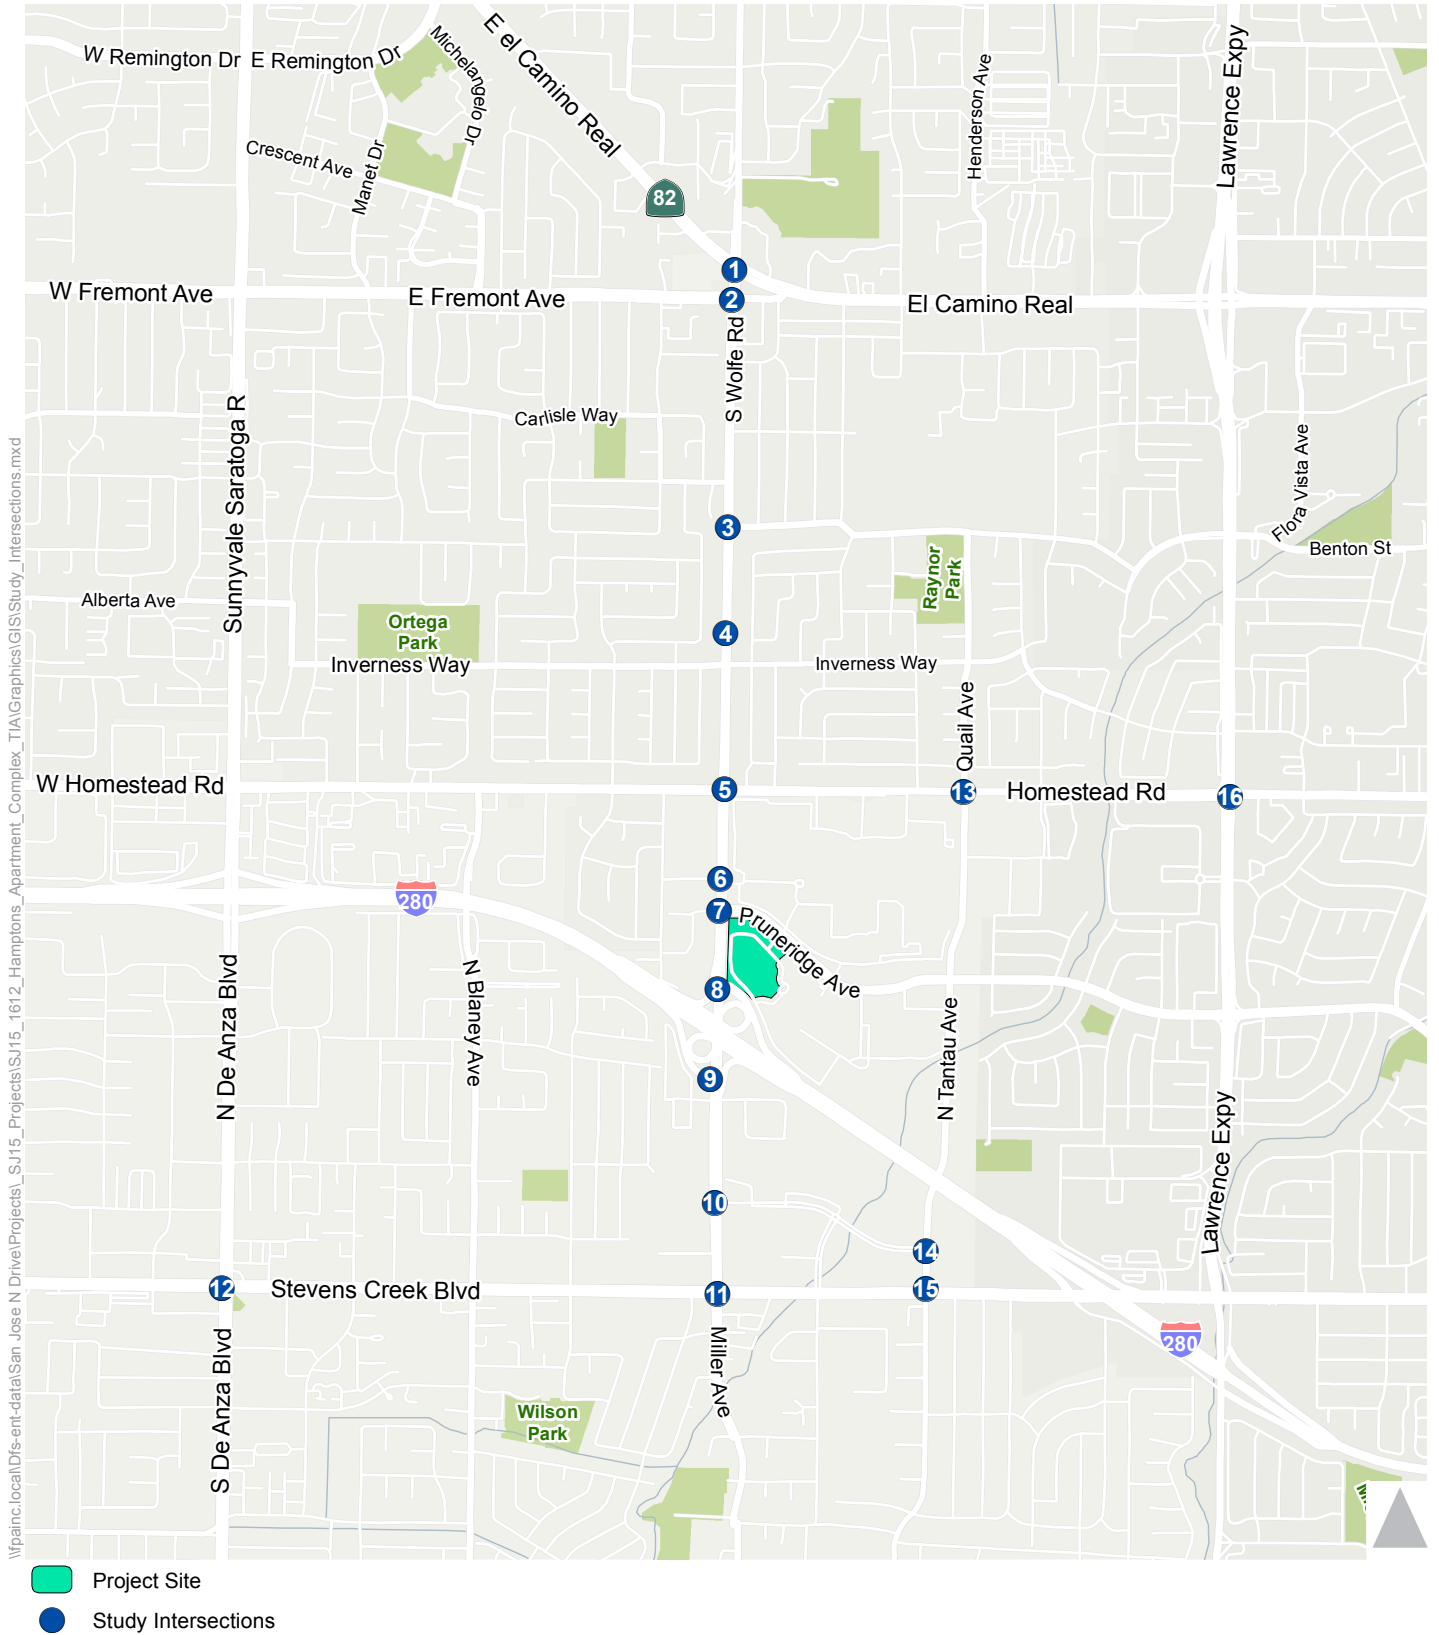 W Remington Dr
E Remington Dr
Michelangelo Dr
E el Camino Real
Henderson Ave
Lawrence Expy
Crescent Ave
Manet Dr
82
1
W Fremont Ave
E Fremont Ave
2
El Camino Real
S Wolfe Rd
Carlisle Way
Sunnyvale Saratoga R
Flora Vista Ave
3
Benton St
Raynor
Park
Alberta Ave
Ortega
Park
4
Inverness Way
Inverness Way
Quail Ave
W Homestead Rd
5
13
Homestead Rd
16
6
280
7
Pruneridge Ave
8
N De Anza Blvd
N Blaney Ave
N Tantau Ave
9
Lawrence Expy
10
14
12
Stevens Creek Blvd
11
15
280
S De Anza Blvd
Miller Ave
Wilson
Park
\\fpainc.local\Dfs-ent-data\San Jose N Drive\Projects\_SJ15_Projects\SJ15_1612_Hamptons_Apartment_Complex_TIA\Graphics\GIS\Study_Intersections.mxd
Project Site
Study Intersections